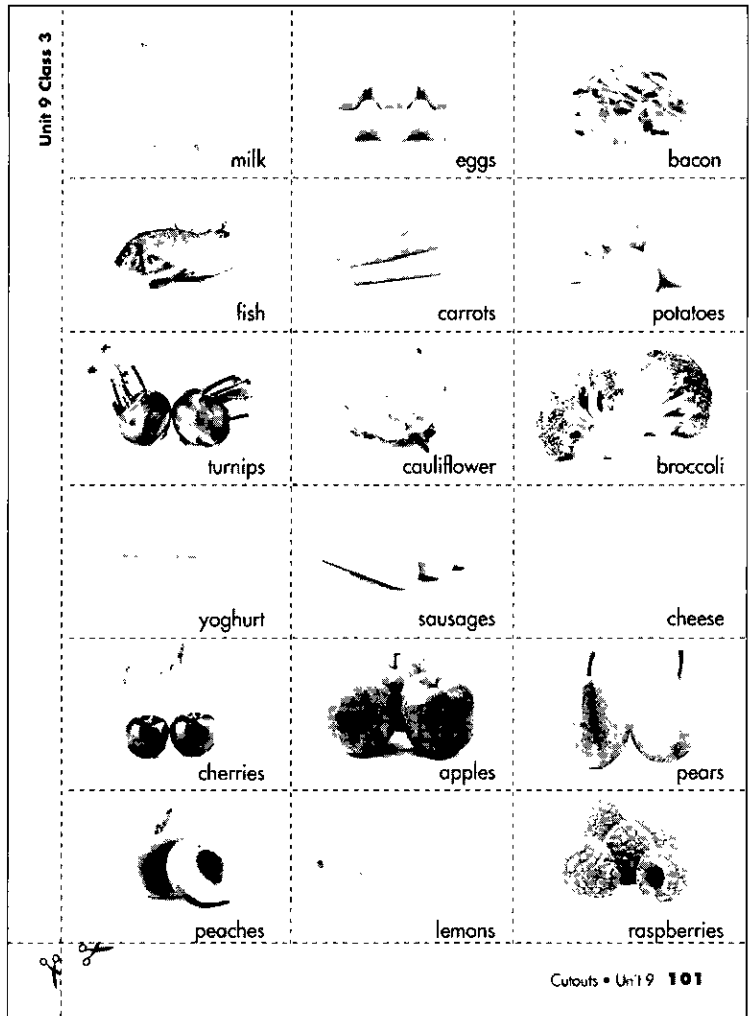 Unit 9 Class 3
milk
eggs
bacon
fish
carrots
potatoes
turnips
cauliflower
broccoli
yoghurt
sausages
cheese
cherries
apples
pears
peaches
lemons
raspberries
Cutouts • Unit 9 101